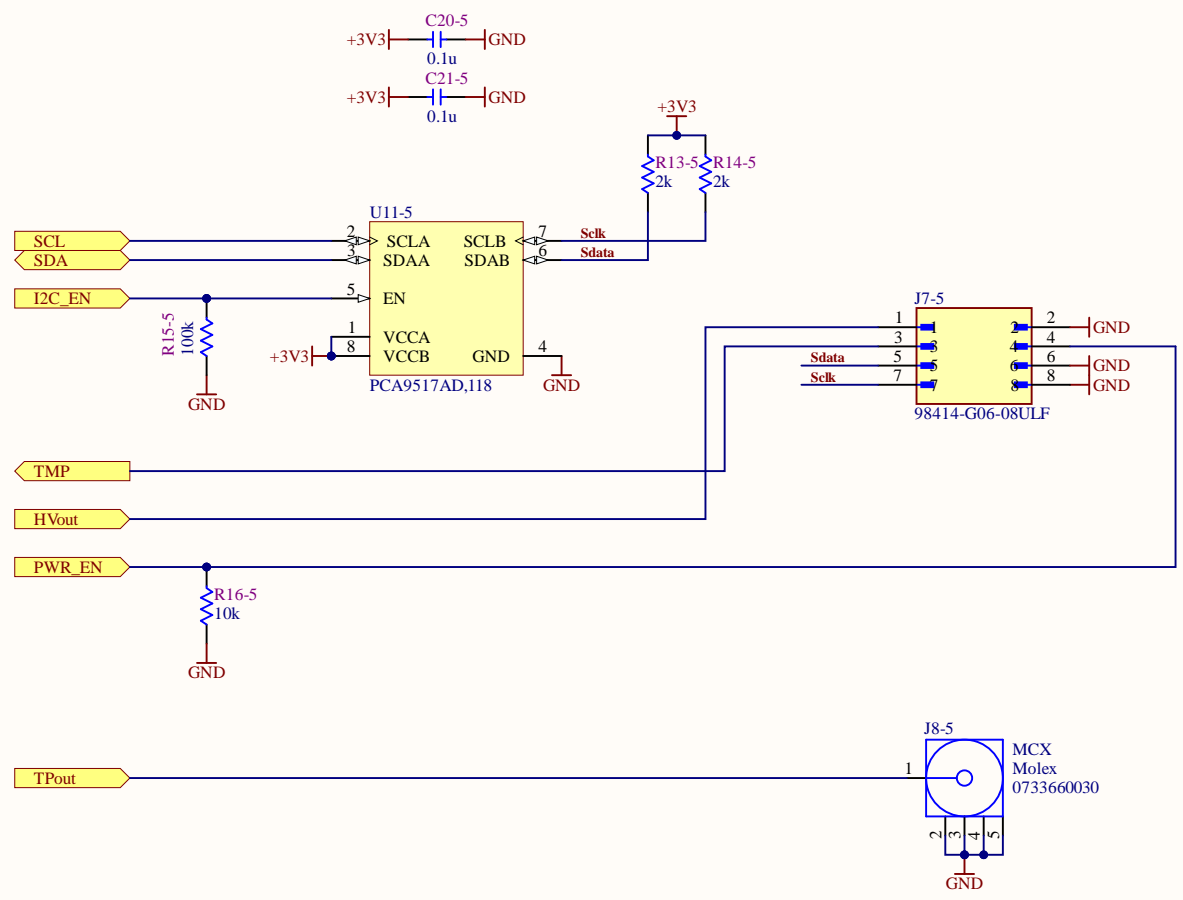 C20-5
+3V3 GND
0.1u
C21-5
+3V3 GND
0.1u
+3V3
R13-5 R14-5
2k 2k
U11-5
SCL 2 SCLA SCLB 7 Sclk
SDA 3 SDAA SDAB 6 Sdata
I2C_EN 5 EN
R15-5
100k
1 VCCA
+3V3 8 VCCB GND 4
PCA9517AD,118
GND
GND
J7-5
1 1 2 2 GND
3 3 4 4
Sdata 5 5 6 6 GND
Sclk 7 7 8 8 GND
98414-G06-08ULF
TMP
HVout
PWR_EN
R16-5
10k
GND
J8-5
MCX
Molex
0733660030
TPout 1
2 3 4 5
GND